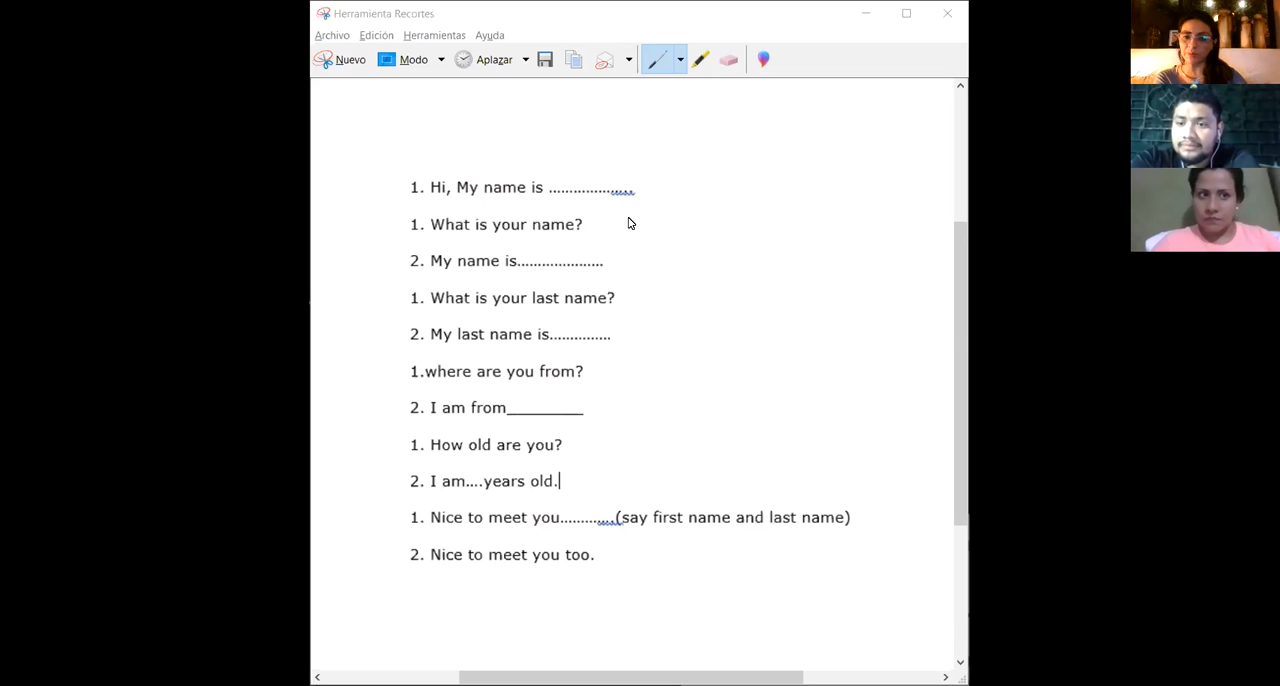 Herramienta Recortes
Archivo Edición Herramientas Ayuda
Nuevo Modo Aplazar
1. Hi, My name is .....................
1. What is your name?
2. My name is.....................
1. What is your last name?
2. My last name is...............
1.where are you from?
2. I am from_________
1. How old are you?
2. I am....years old.
1. Nice to meet you.............(say first name and last name)
2. Nice to meet you too.